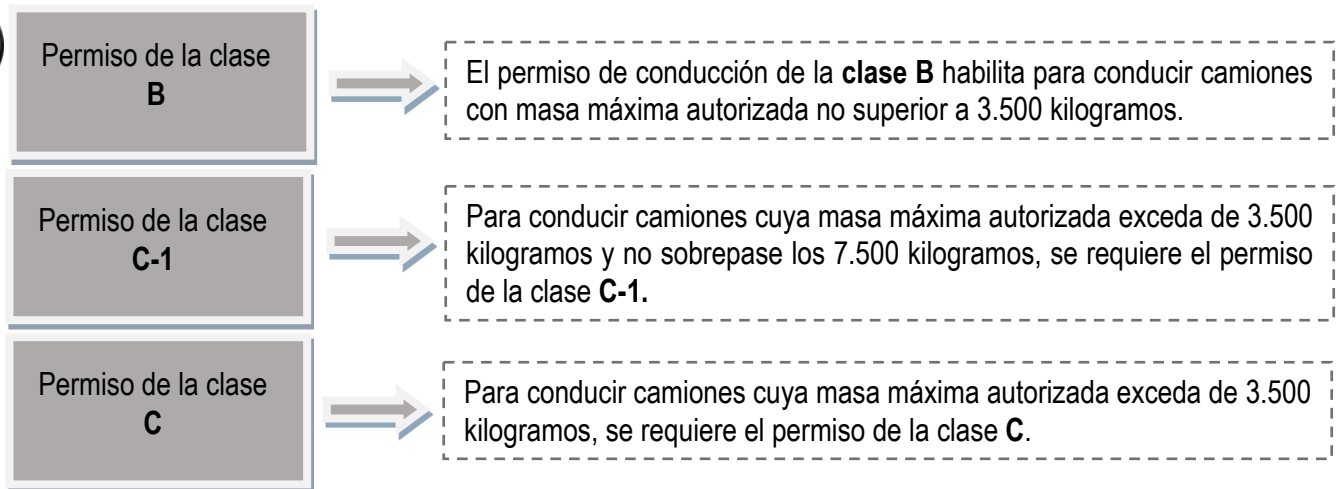 Permiso de la clase
B
El permiso de conducción de la clase B habilita para conducir camiones
con masa máxima autorizada no superior a 3.500 kilogramos.
Permiso de la clase
C-1
Para conducir camiones cuya masa máxima autorizada exceda de 3.500
kilogramos y no sobrepase los 7.500 kilogramos, se requiere el permiso
de la clase C-1.
Permiso de la clase
C
Para conducir camiones cuya masa máxima autorizada exceda de 3.500
kilogramos, se requiere el permiso de la clase C.